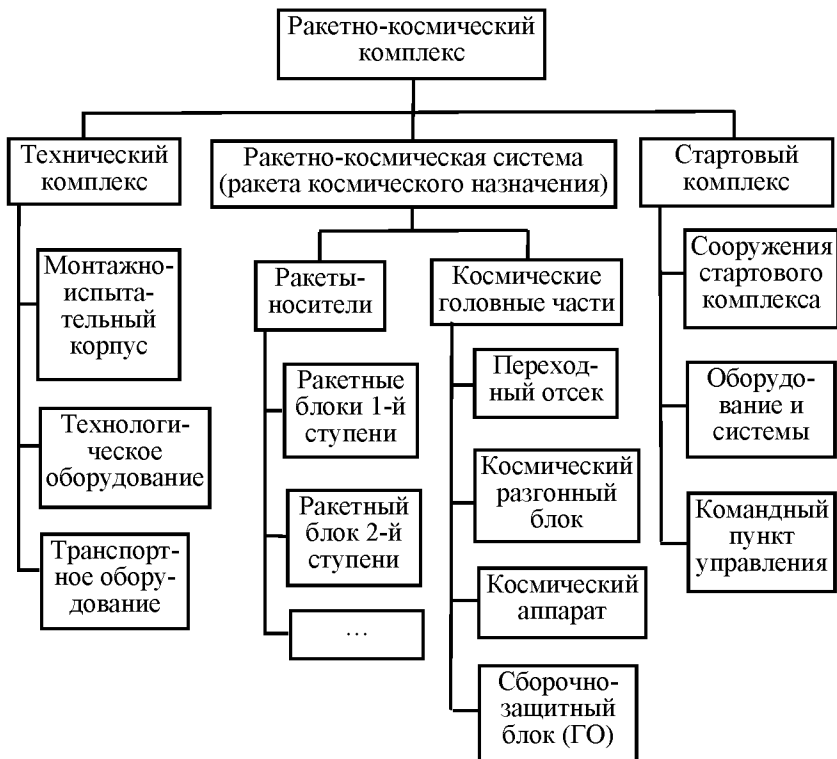 Ракетно-космический
комплекс
Технический
комплекс
Ракетно-космическая система
(ракета космического назначения)
Стартовый
комплекс
Монтажно-
испыта-
тельный
корпус
Технологи-
ческое
оборудование
Транспорт-
ное обору-
дование
Ракеты-
носители
Ракетные
блоки 1-й
ступени
Ракетный
блок 2-й
ступени
...
Космические
головные части
Переход-
ный отсек
Космический
разгонный
блок
Космический
аппарат
Сборочно-
защитный
блок (ГО)
Сооружения
стартового
комплекса
Оборудо-
вание и
системы
Командный
пункт
управления